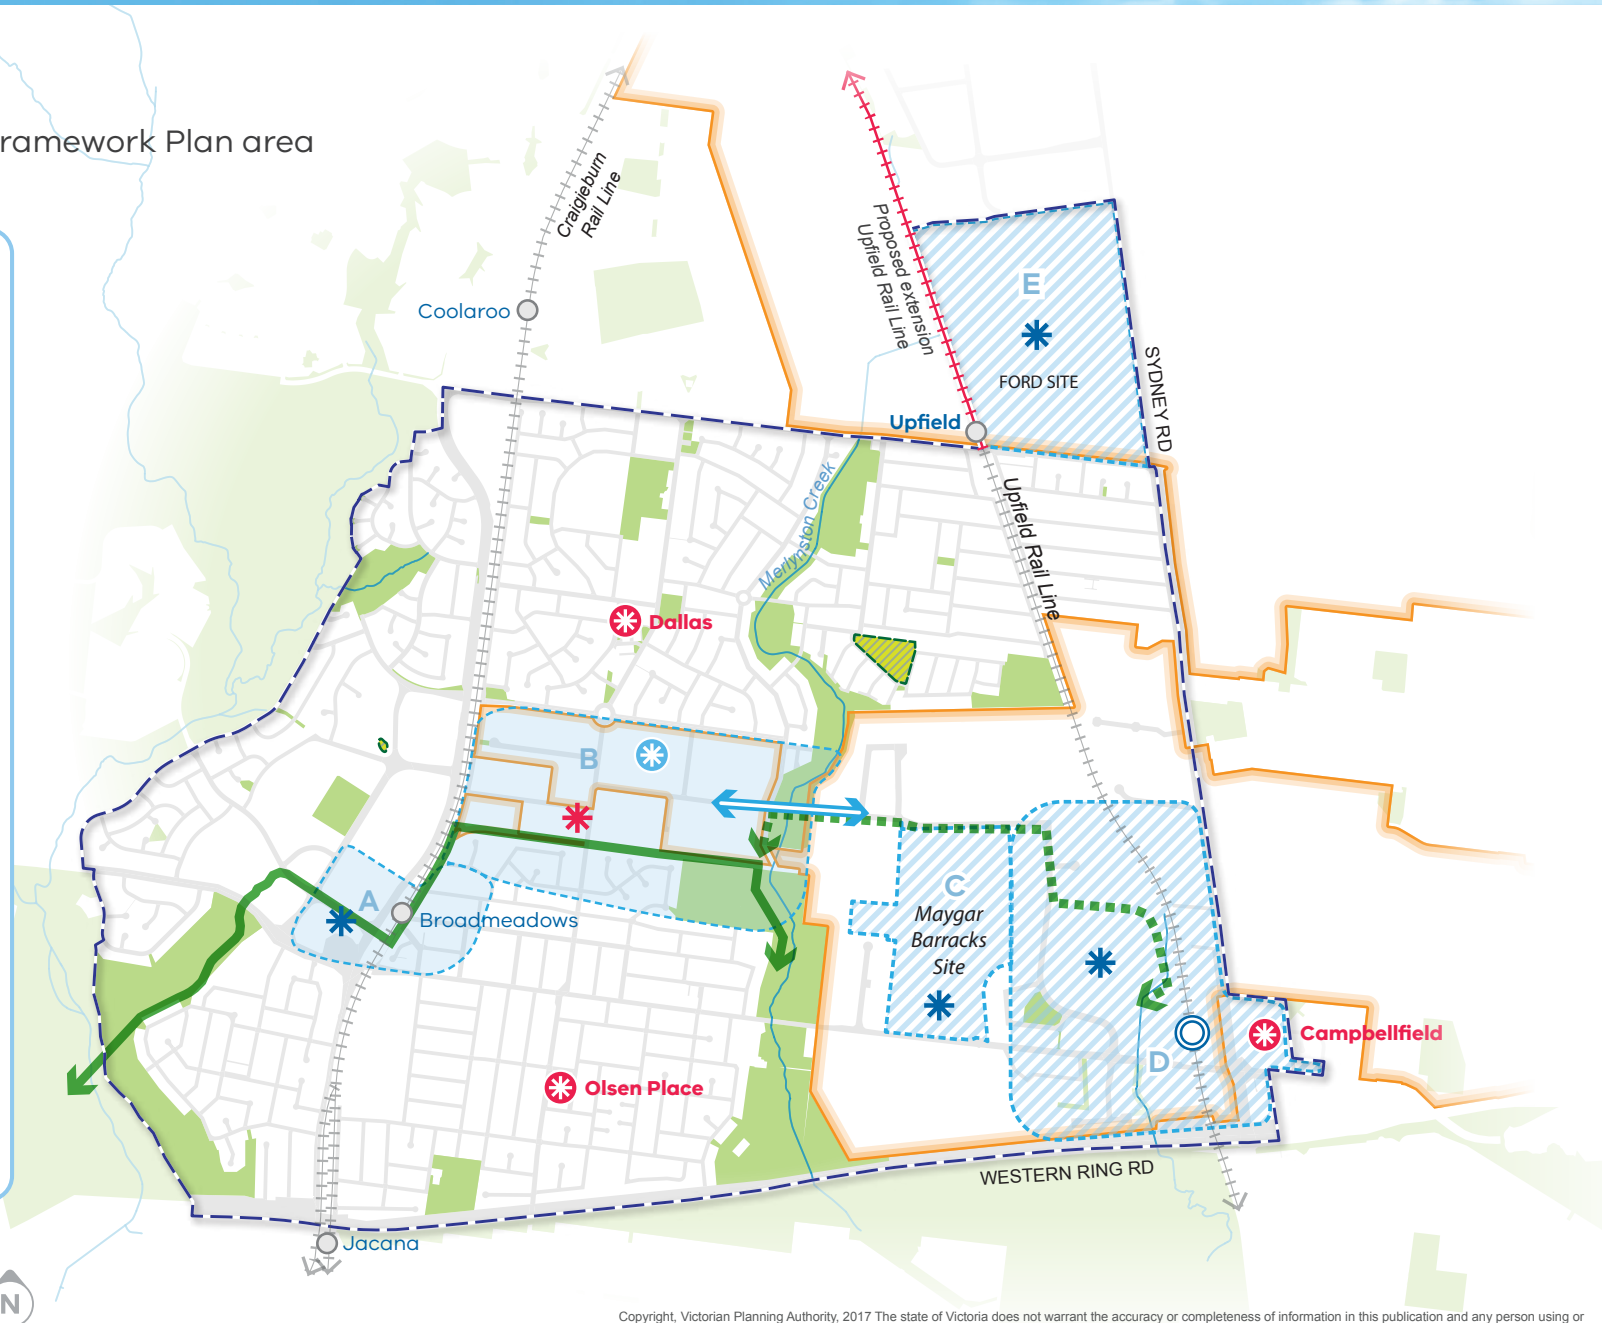 ramework Plan area
Craigieburn
Rail Line
Proposed extension
Upfield Rail Line
E
Coolaroo
FORD SITE
SYDNEY RD
Upfield
Merlynston Creek
Upfield Rail Line
Dallas
B
A
C
Broadmeadows
Maygar
Barracks
Site
Campbellfield
D
Olsen Place
WESTERN RING RD
Jacana
N
Copyright, Victorian Planning Authority, 2017 The state of Victoria does not warrant the accuracy or completeness of information in this publication and any person using or